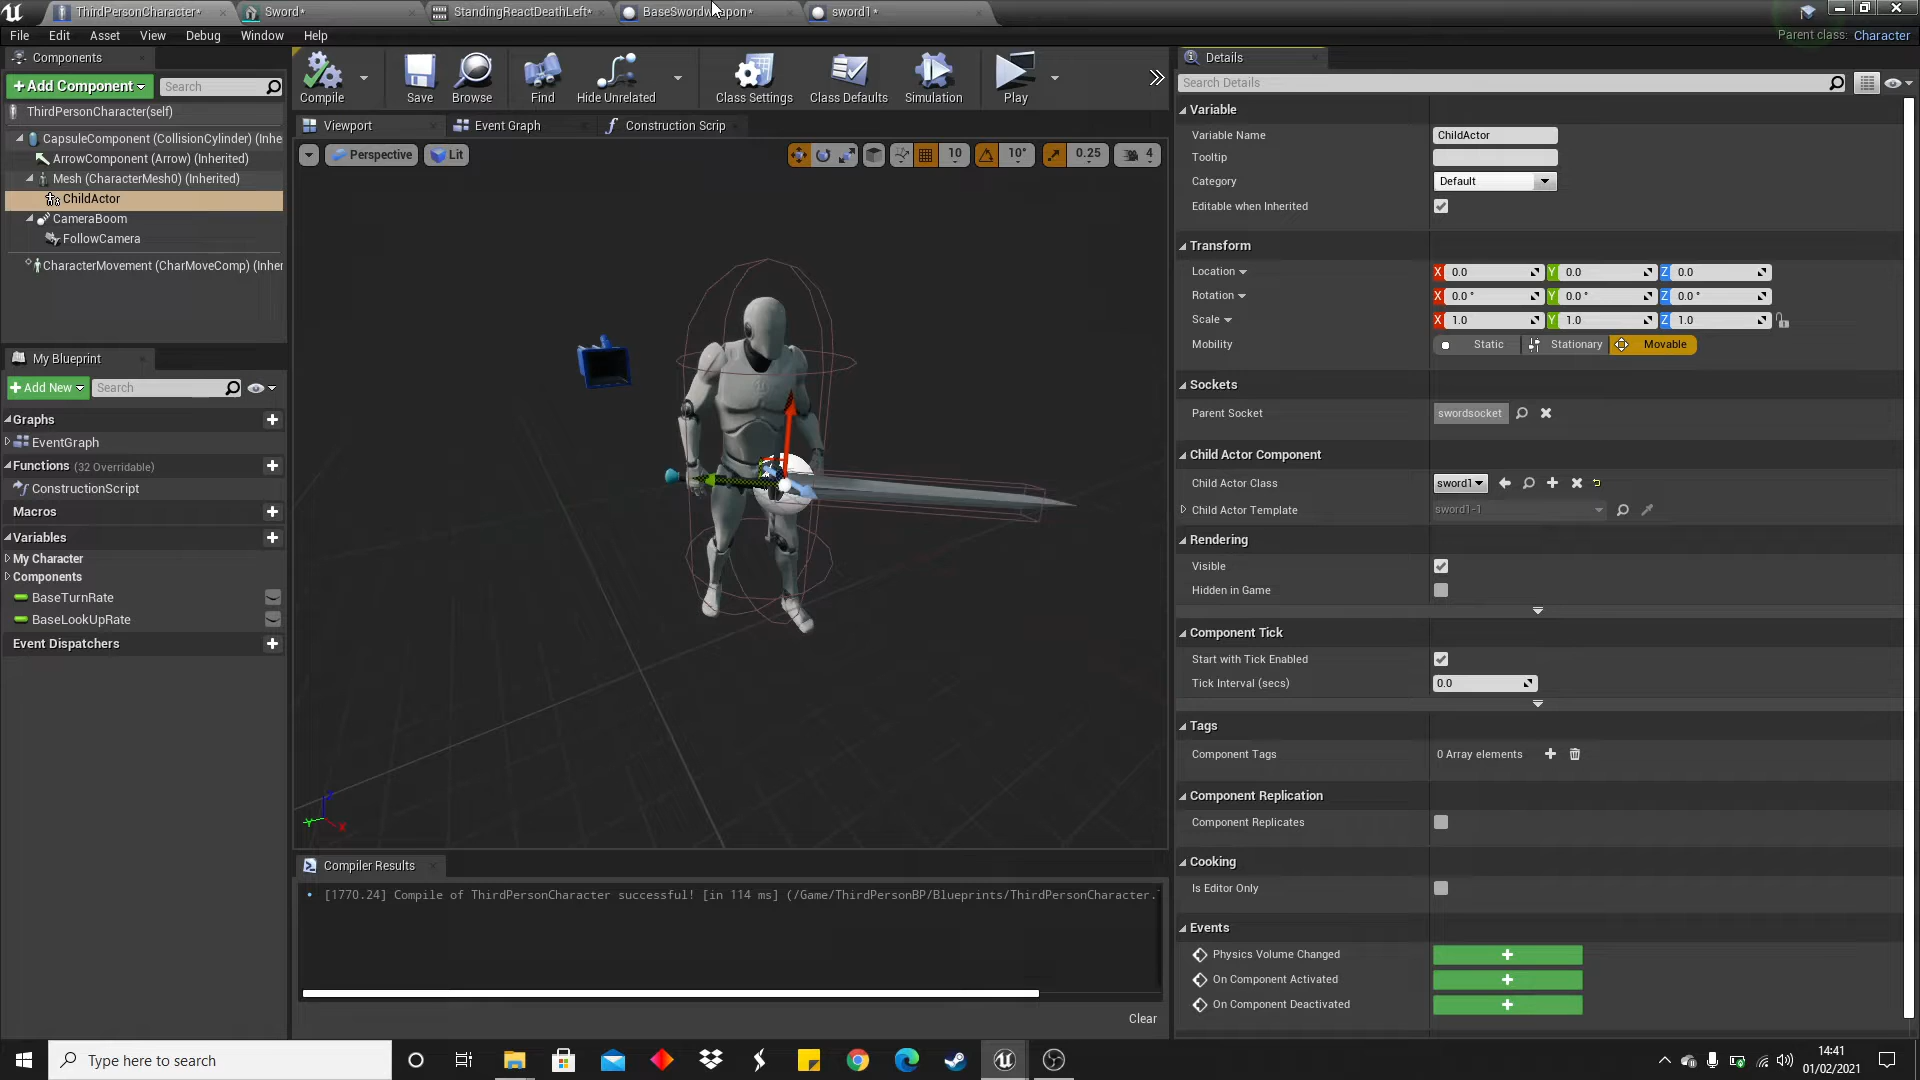 ThirdPersonCharacter*
Sword*
StandingReactDeathLeft*
BaseSwordWeapon*
sword1*
File Edit Asset View Debug Window Help
Parent class: Character
Components
+ Add Component
Search
ThirdPersonCharacter(self)
CapsuleComponent (CollisionCylinder) (Inhe
ArrowComponent (Arrow) (Inherited)
Mesh (CharacterMesh0) (Inherited)
ChildActor
CameraBoom
FollowCamera
CharacterMovement (CharMoveComp) (Inher
My Blueprint
+ Add New
Search
Graphs
EventGraph
Functions (32 Overridable)
ConstructionScript
Macros
Variables
My Character
Components
BaseTurnRate
BaseLookUpRate
Event Dispatchers
Compile Save Browse Find Hide Unrelated Class Settings Class Defaults Simulation Play
Viewport Event Graph Construction Scrip
Perspective Lit 10 10° 0.25 4
Z
Y
X
Compiler Results
[1770.24] Compile of ThirdPersonCharacter successful! [in 114 ms] (/Game/ThirdPersonBP/Blueprints/ThirdPersonCharacter.
Clear
Details
Search Details
Variable
Variable Name ChildActor
Tooltip
Category Default
Editable when Inherited
Transform
Location X 0.0 Y 0.0 Z 0.0
Rotation X 0.0 ° Y 0.0 ° Z 0.0 °
Scale X 1.0 Y 1.0 Z 1.0
Mobility Static Stationary Movable
Sockets
Parent Socket swordsocket
Child Actor Component
Child Actor Class sword1
Child Actor Template sword1-1
Rendering
Visible
Hidden in Game
Component Tick
Start with Tick Enabled
Tick Interval (secs) 0.0
Tags
Component Tags 0 Array elements
Component Replication
Component Replicates
Cooking
Is Editor Only
Events
Physics Volume Changed
On Component Activated
On Component Deactivated
Type here to search
14:41
01/02/2021